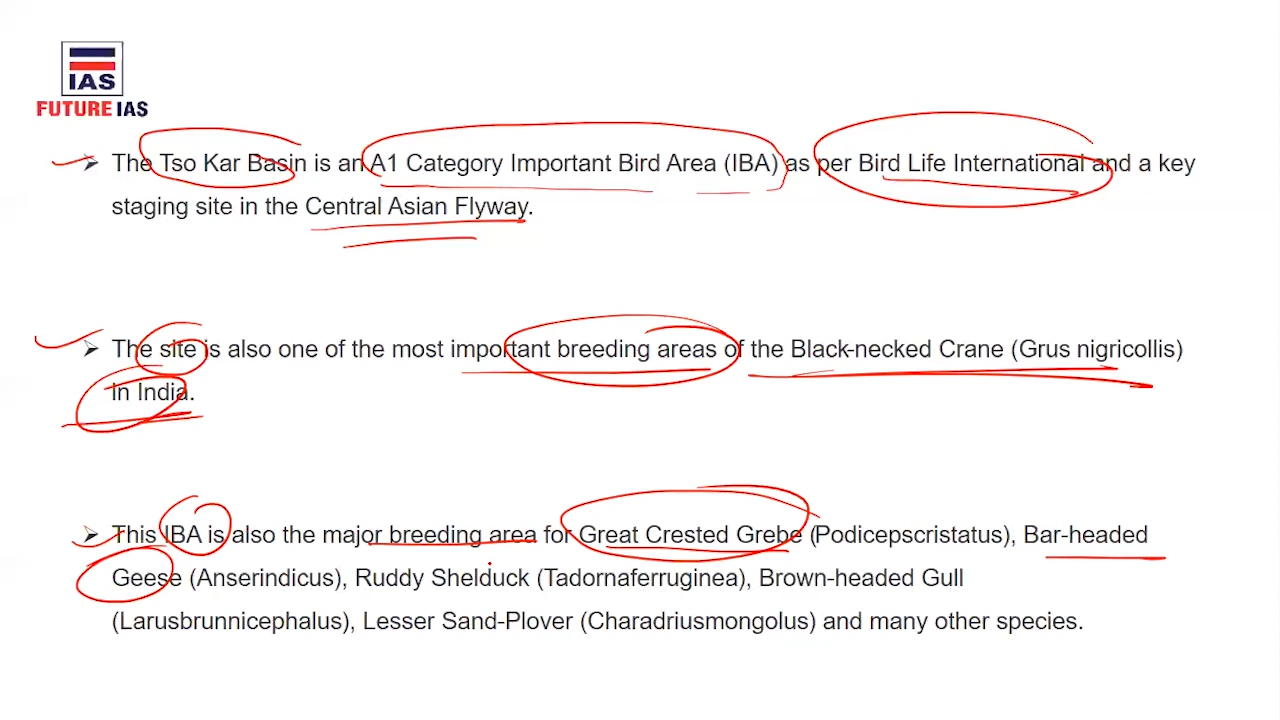 IAS
FUTURE IAS
➢ The Tso Kar Basin is an A1 Category Important Bird Area (IBA) as per Bird Life International and a key
staging site in the Central Asian Flyway.
➢ The site is also one of the most important breeding areas of the Black-necked Crane (Grus nigricollis)
in India.
➢ This IBA is also the major breeding area for Great Crested Grebe (Podicepscristatus), Bar-headed
Geese (Anserindicus), Ruddy Shelduck (Tadornaferruginea), Brown-headed Gull
(Larusbrunnicephalus), Lesser Sand-Plover (Charadriusmongolus) and many other species.